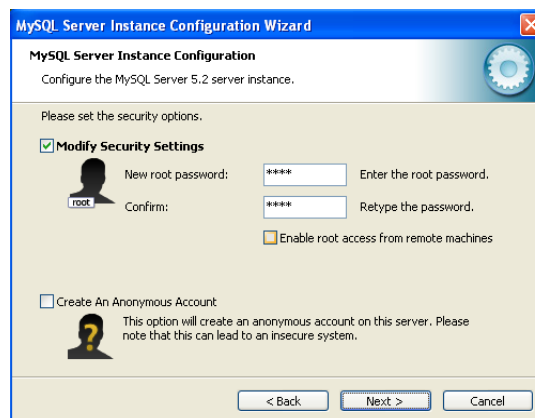 MySQL Server Instance Configuration Wizard
MySQL Server Instance Configuration
Configure the MySQL Server 5.2 server instance.
Please set the security options.
Modify Security Settings
root
New root password: **** Enter the root password.
Confirm: **** Retype the password.
Enable root access from remote machines
Create An Anonymous Account
This option will create an anonymous account on this server. Please
note that this can lead to an insecure system.
< Back Next > Cancel